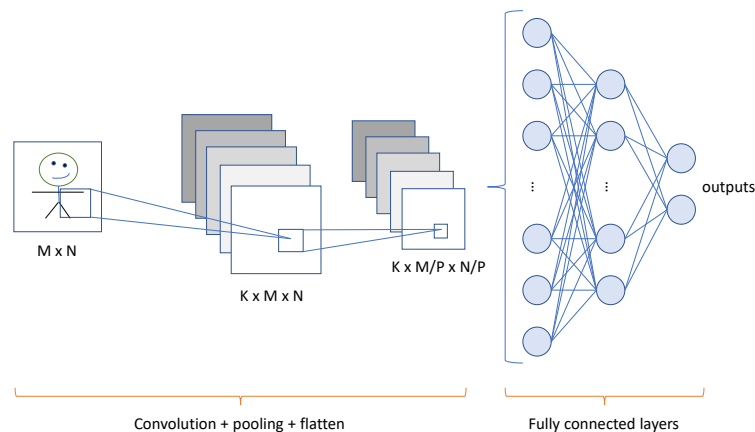 M x N
K x M x N
K x M/P x N/P
...
...
outputs
Convolution + pooling + flatten
Fully connected layers